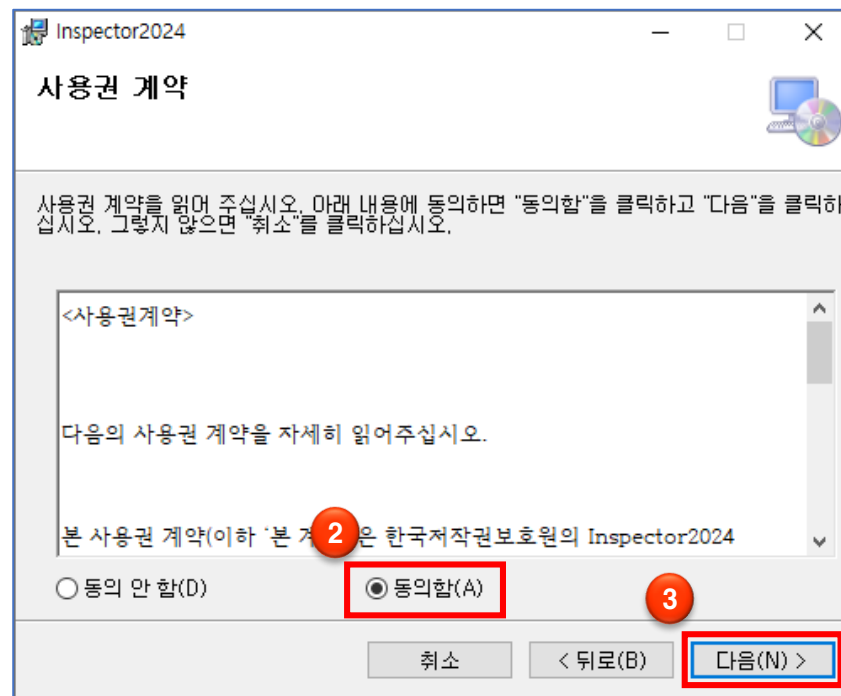 Inspector2024
사용권 계약
사용권 계약을 읽어 주십시오. 아래 내용에 동의하면 "동의함"을 클릭하고 "다음"을 클릭하
십시오. 그렇지 않으면 "취소"를 클릭하십시오.
<사용권계약>
다음의 사용권 계약을 자세히 읽어주십시오.
본 사용권 계약(이하 '본 은 한국저작권보호원의 Inspector2024
2
동의 안 함(D)
동의함(A)
3
취소
< 뒤로(B)
다음(N) >